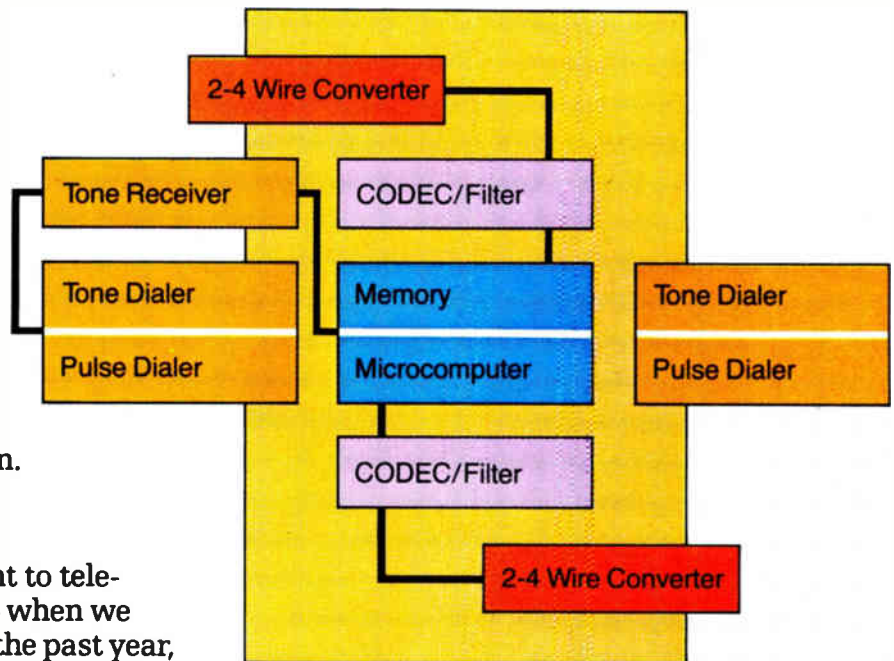 2-4 Wire Converter
Tone Receiver
CODEC/Filter
Tone Dialer
Memory
Tone Dialer
Pulse Dialer
Microcomputer
Pulse Dialer
CODEC/Filter
2-4 Wire Converter
n.
nt to tele-
when we
the past year,